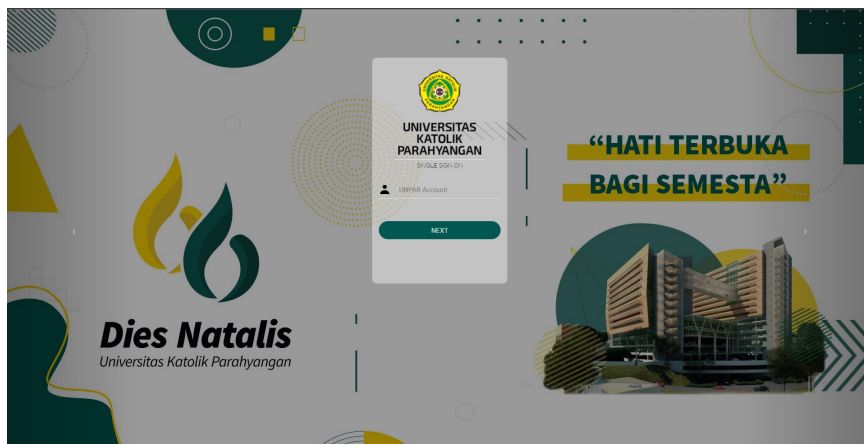 UNIVERSITAS
KATOLIK
PARAHYANGAN
SINGLE SIGN ON
UNPAR Account
NEXT
Dies Natalis
Universitas Katolik Parahyangan
“HATI TERBUKA
BAGI SEMESTA”